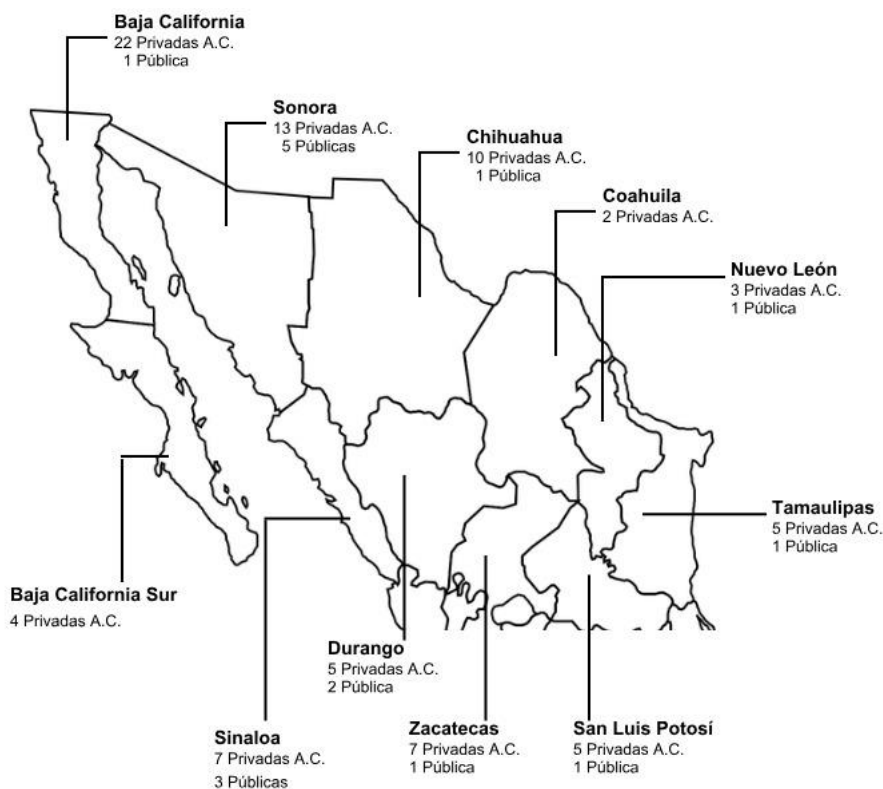 Baja California
22 Privadas A.C.
1 Pública
Sonora
13 Privadas A.C.
5 Públicas
Chihuahua
10 Privadas A.C.
1 Pública
Coahuila
2 Privadas A.C.
Nuevo León
3 Privadas A.C.
1 Pública
Tamaulipas
5 Privadas A.C.
1 Pública
Baja California Sur
4 Privadas A.C.
Durango
5 Privadas A.C.
2 Pública
Sinaloa
7 Privadas A.C.
3 Públicas
Zacatecas
7 Privadas A.C.
1 Pública
San Luis Potosí
5 Privadas A.C.
1 Pública